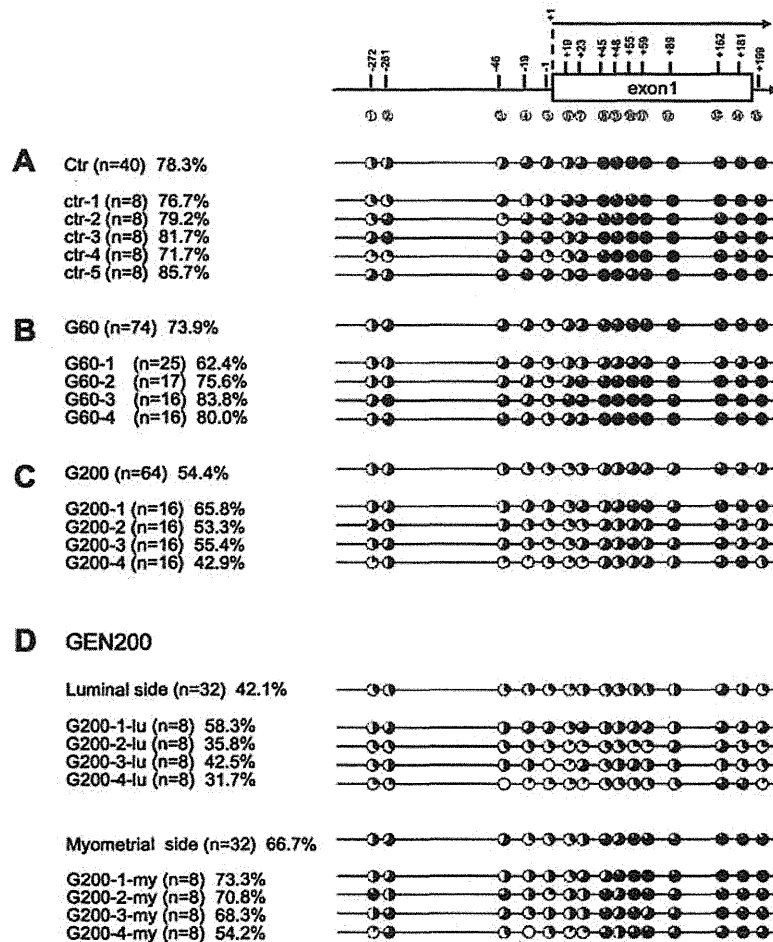 +1
-272 -261 -46 -19 -1 +19 +23 +45 +48 +55 +59 +89 +162 +181 +199
exon1
A Ctr (n=40) 78.3%
ctr-1 (n=8) 76.7%
ctr-2 (n=8) 79.2%
ctr-3 (n=8) 81.7%
ctr-4 (n=8) 71.7%
ctr-5 (n=8) 85.7%
B G60 (n=74) 73.9%
G60-1 (n=25) 62.4%
G60-2 (n=17) 75.6%
G60-3 (n=16) 83.8%
G60-4 (n=16) 80.0%
C G200 (n=64) 54.4%
G200-1 (n=16) 65.8%
G200-2 (n=16) 53.3%
G200-3 (n=16) 55.4%
G200-4 (n=16) 42.9%
D GEN200
Luminal side (n=32) 42.1%
G200-1-lu (n=8) 58.3%
G200-2-lu (n=8) 35.8%
G200-3-lu (n=8) 42.5%
G200-4-lu (n=8) 31.7%
Myometrial side (n=32) 66.7%
G200-1-my (n=8) 73.3%
G200-2-my (n=8) 70.8%
G200-3-my (n=8) 68.3%
G200-4-my (n=8) 54.2%